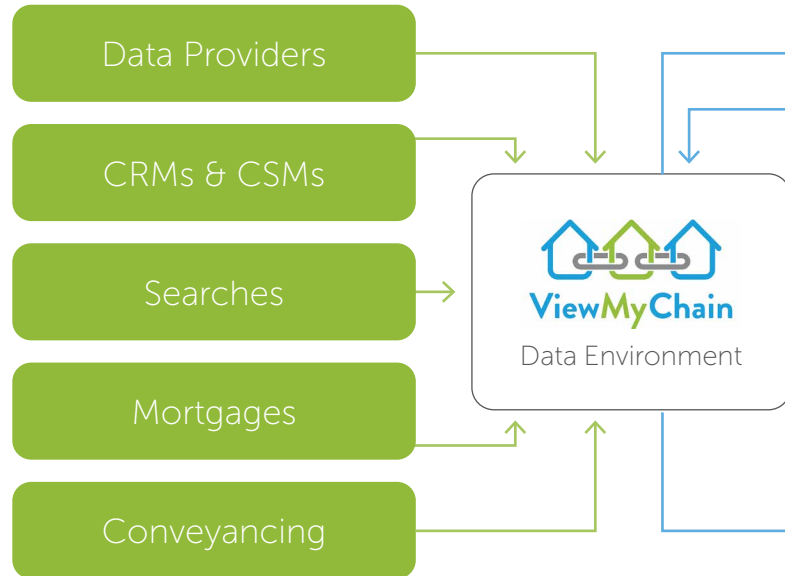 Data Providers
CRMs & CSMs
Searches
Mortgages
Conveyancing
ViewMyChain
Data Environment